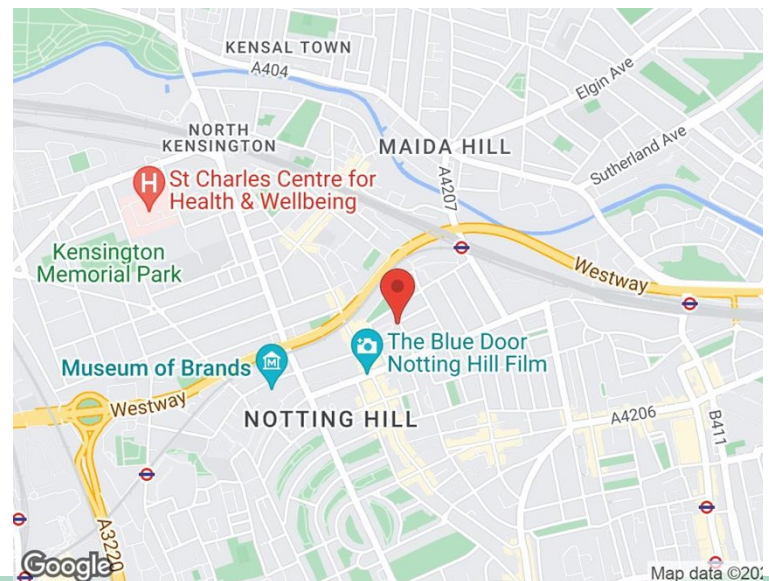 KENSAL TOWN
A404
Elgin Ave
NORTH
KENSINGTON
MAIDA HILL
Sutherland Ave
H
St Charles Centre for
Health & Wellbeing
A4207
Kensington
Memorial Park
Westway
The Blue Door
Notting Hill Film
Museum of Brands
M
Westway
NOTTING HILL
A4206
B411
A3220
Google
Map data ©202